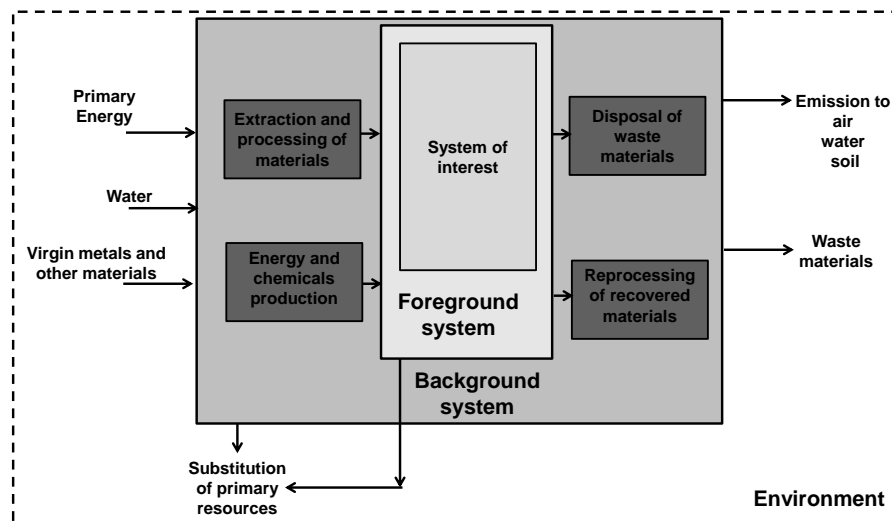 Primary
Energy
Water
Virgin metals and
other materials
Extraction and
processing of
materials
Energy and
chemicals
production
System of
interest
Foreground
system
Background
system
Disposal of
waste
materials
Reprocessing
of recovered
materials
Emission to
air
water
soil
Waste
materials
Substitution
of primary
resources
Environment